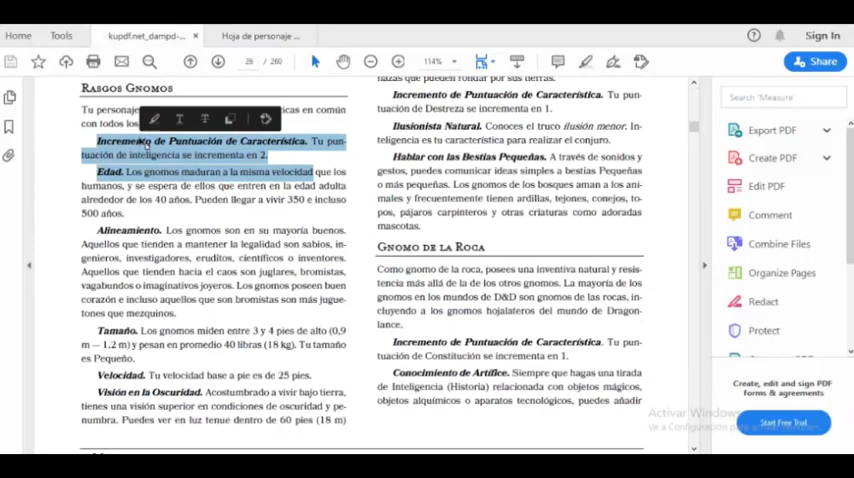 Home Tools kupdf.net_dampd-... × Hoja de personaje ... Sign In
26 / 260 114% Share
RASGOS GNOMOS
Tu personaje
con todos los
Incremento de Puntuación de Característica. Tu pun-
tuación de inteligencia se incrementa en 2.
Edad. Los gnomos maduran a la misma velocidad que los
humanos, y se espera de ellos que entren en la edad adulta
alrededor de los 40 años. Pueden llegar a vivir 350 e incluso
500 años.
Alineamiento. Los gnomos son en su mayoría buenos.
Aquellos que tienden a mantener la legalidad son sabios, in-
genieros, investigadores, eruditos, científicos o inventores.
Aquellos que tienden hacia el caos son juglares, bromistas,
vagabundos o imaginativos joyeros. Los gnomos poseen buen
corazón e incluso aquellos que son bromistas son más jugue-
tones que mezquinos.
Tamaño. Los gnomos miden entre 3 y 4 pies de alto (0,9
m — 1,2 m) y pesan en promedio 40 libras (18 kg). Tu tamaño
es Pequeño.
Velocidad. Tu velocidad base a pie es de 25 pies.
Visión en la Oscuridad. Acostumbrado a vivir bajo tierra,
tienes una visión superior en condiciones de oscuridad y pe-
numbra. Puedes ver en luz tenue dentro de 60 pies (18 m)
nazas que pueden rondar por sus tierras.
Incremento de Puntuación de Característica. Tu pun-
tuación de Destreza se incrementa en 1.
Ilusionista Natural. Conoces el truco ilusión menor. In-
teligencia es tu característica para realizar el conjuro.
Hablar con las Bestias Pequeñas. A través de sonidos y
gestos, puedes comunicar ideas simples a bestias Pequeñas
o más pequeñas. Los gnomos de los bosques aman a los ani-
males y frecuentemente tienen ardillas, tejones, conejos, to-
pos, pájaros carpinteros y otras criaturas como adoradas
mascotas.
GNOMO DE LA ROCA
Como gnomo de la roca, posees una inventiva natural y resis-
tencia más allá de la de los otros gnomos. La mayoría de los
gnomos en los mundos de D&D son gnomos de las rocas, in-
cluyendo a los gnomos hojalateros del mundo de Dragon-
lance.
Incremento de Puntuación de Característica. Tu pun-
tuación de Constitución se incrementa en 1.
Conocimiento de Artífice. Siempre que hagas una tirada
de Inteligencia (Historia) relacionada con objetos mágicos,
objetos alquímicos o aparatos tecnológicos, puedes añadir
Search 'Measure'
Export PDF
Create PDF
Edit PDF
Comment
Combine Files
Organize Pages
Redact
Protect
Create, edit and sign PDF
forms & agreements
Start Free Trial
Activar Windows
Ve a Configuración para activar Windows.